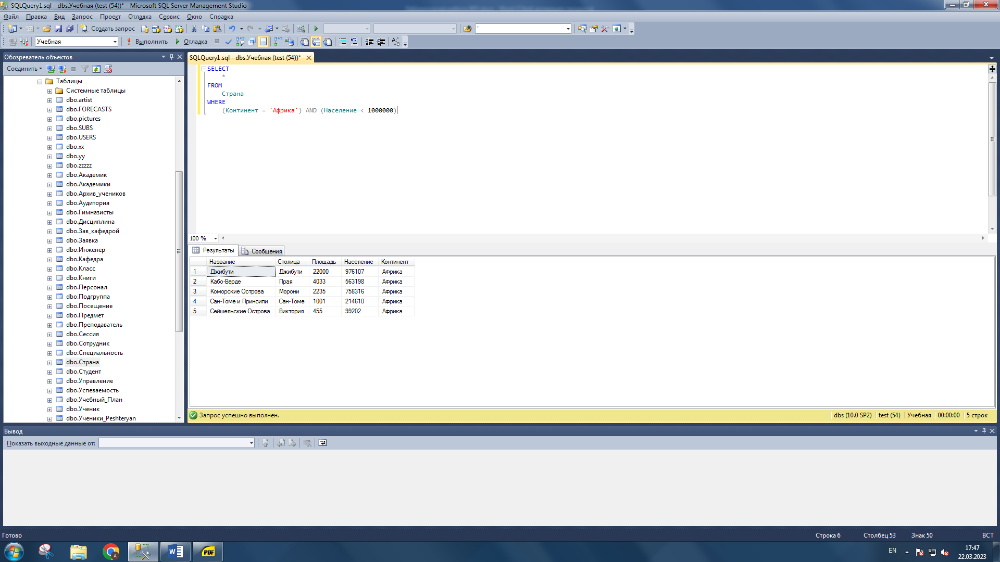 SQLQuery1.sql - dbs.Учебная (test (54))* - Microsoft SQL Server Management Studio
Файл Правка Вид Запрос Проект Отладка Сервис Окно Справка
Создать запрос
Учебная Выполнить Отладка
Обозреватель объектов
Соединить
Таблицы
Системные таблицы
dbo.artist
dbo.FORECASTS
dbo.pictures
dbo.SUBS
dbo.USERS
dbo.xx
dbo.yy
dbo.zzzzz
dbo.Академик
dbo.Академики
dbo.Архив_учеников
dbo.Аудитория
dbo.Гимназисты
dbo.Дисциплина
dbo.Зав_кафедрой
dbo.Заявка
dbo.Инженер
dbo.Кафедра
dbo.Класс
dbo.Книги
dbo.Персонал
dbo.Подгруппа
dbo.Посещение
dbo.Предмет
dbo.Преподаватель
dbo.Сессия
dbo.Сотрудник
dbo.Специальность
dbo.Страна
dbo.Студент
dbo.Управление
dbo.Успеваемость
dbo.Учебный_План
dbo.Ученик
dbo.Ученики_Peshteryan
SQLQuery1.sql - dbs.Учебная (test (54))*
SELECT
*
FROM
Страна
WHERE
(Континент = 'Африка') AND (Население < 1000000)
100 %
Результаты Сообщения
Название Столица Площадь Население Континент
1 Джибути Джибути 22000 976107 Африка
2 Кабо-Верде Прая 4033 563198 Африка
3 Коморские Острова Морони 2235 758316 Африка
4 Сан-Томе и Принсипи Сан-Томе 1001 214610 Африка
5 Сейшельские Острова Виктория 455 99202 Африка
Запрос успешно выполнен. dbs (10.0 SP2) test (54) Учебная 00:00:00 5 строк
Вывод
Показать выходные данные от:
Готово Строка 6 Столбец 53 Знак 50 ВСТ
PDF
EN
17:47
22.03.2023